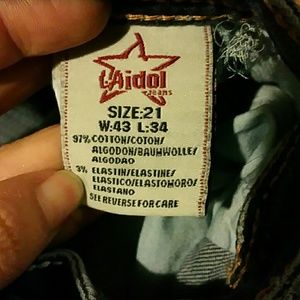 L.A.idol
JEANS
SIZE:21
W:43 L:34
97% COTTON/COTON/
ALGODON/BAUMWOLLE/
ALGODAO
3% ELASTIN/ELASTINE/
ELASTICO/ELASTOMORO/
ELASTANO
SEE REVERSE FOR CARE